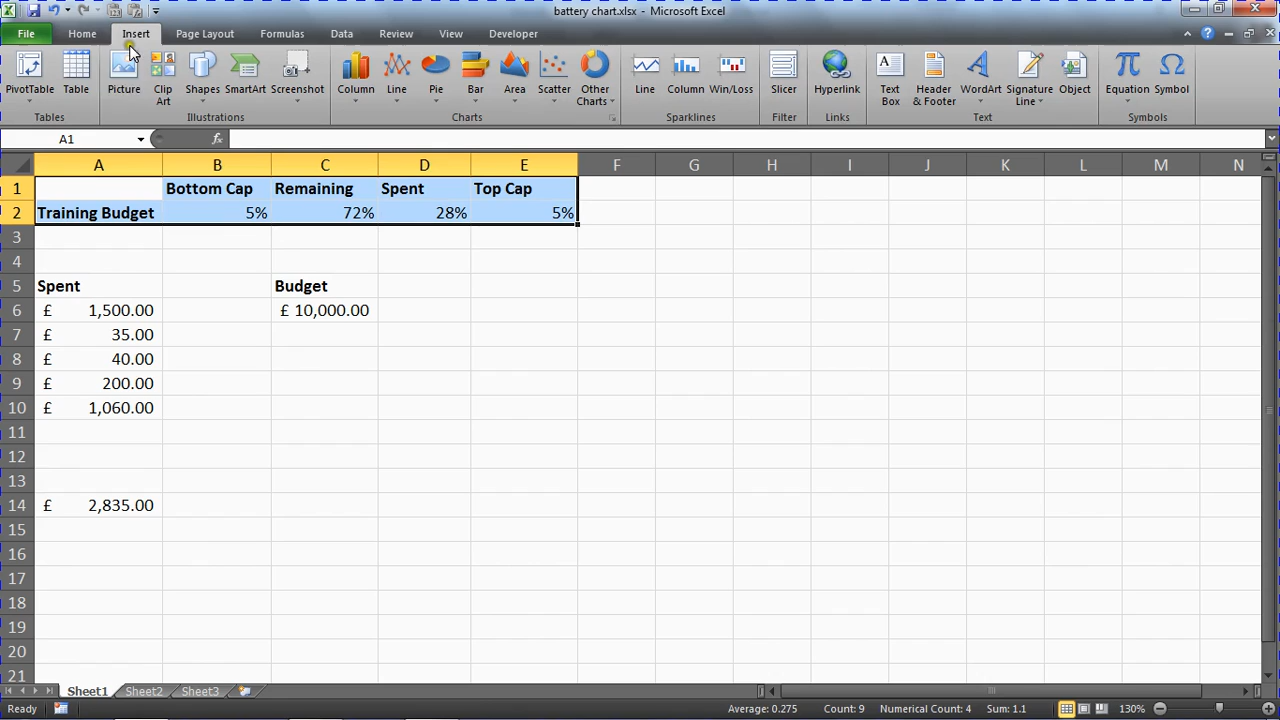 battery chart.xlsx - Microsoft Excel
File Home Insert Page Layout Formulas Data Review View Developer
PivotTable Table Picture Clip Art Shapes SmartArt Screenshot Column Line Pie Bar Area Scatter Other Charts Line Column Win/Loss Slicer Hyperlink Text Box Header & Footer WordArt Signature Line Object Equation Symbol
Tables Illustrations Charts Sparklines Filter Links Text Symbols
A1 fx
A B C D E F G H I J K L M N
1 Bottom Cap Remaining Spent Top Cap
2 Training Budget 5% 72% 28% 5%
3
4
5 Spent Budget
6 £ 1,500.00 £ 10,000.00
7 £ 35.00
8 £ 40.00
9 £ 200.00
10 £ 1,060.00
11
12
13
14 £ 2,835.00
15
16
17
18
19
20
21
Sheet1 Sheet2 Sheet3
Ready Average: 0.275 Count: 9 Numerical Count: 4 Sum: 1.1 130%